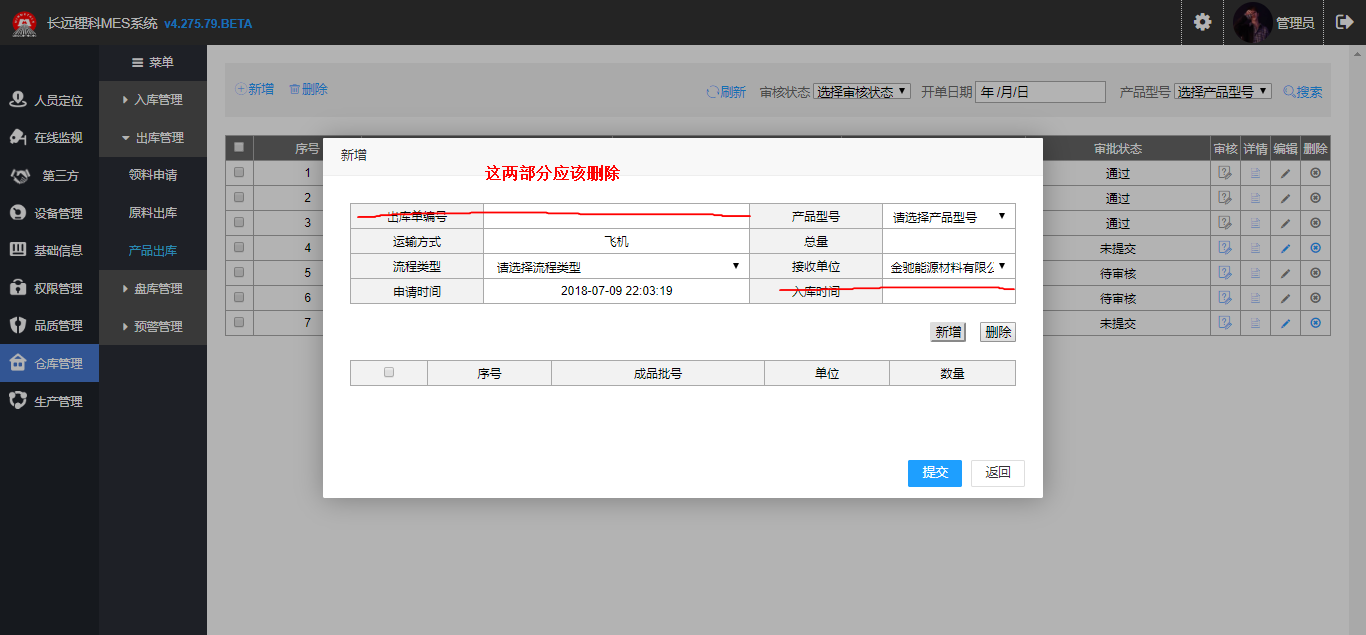 长远锂科MES系统 v4.275.79.BETA
管理员
菜单
人员定位
在线监视
第三方
设备管理
基础信息
权限管理
品质管理
仓库管理
生产管理
入库管理
出库管理
领料申请
原料出库
产品出库
盘库管理
预警管理
新增 删除
刷新 审核状态 选择审核状态 开单日期 年 /月/日 产品型号 选择产品型号 搜索
序号 审批状态 审核 详情 编辑 删除
1 通过
2 通过
3 通过
4 未提交
5 待审核
6 待审核
7 未提交
新增
这两部分应该删除
出库单编号 产品型号 请选择产品型号
运输方式 飞机 总量
流程类型 请选择流程类型 接收单位 金驰能源材料有限公
申请时间 2018-07-09 22:03:19 入库时间
新增 删除
序号 成品批号 单位 数量
提交 返回